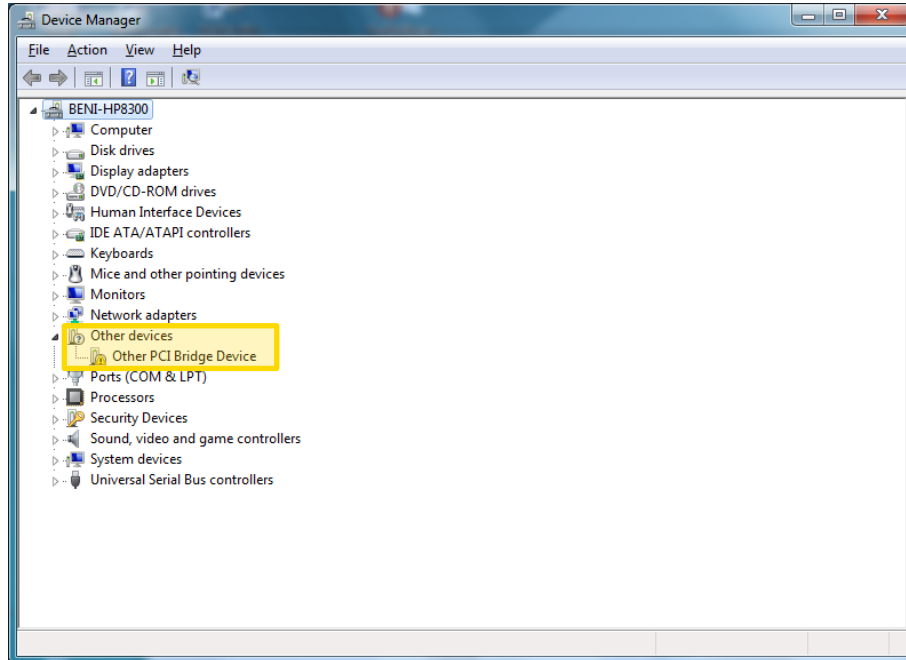 Device Manager
File Action View Help
BENI-HP8300
Computer
Disk drives
Display adapters
DVD/CD-ROM drives
Human Interface Devices
IDE ATA/ATAPI controllers
Keyboards
Mice and other pointing devices
Monitors
Network adapters
Other devices
Other PCI Bridge Device
Ports (COM & LPT)
Processors
Security Devices
Sound, video and game controllers
System devices
Universal Serial Bus controllers